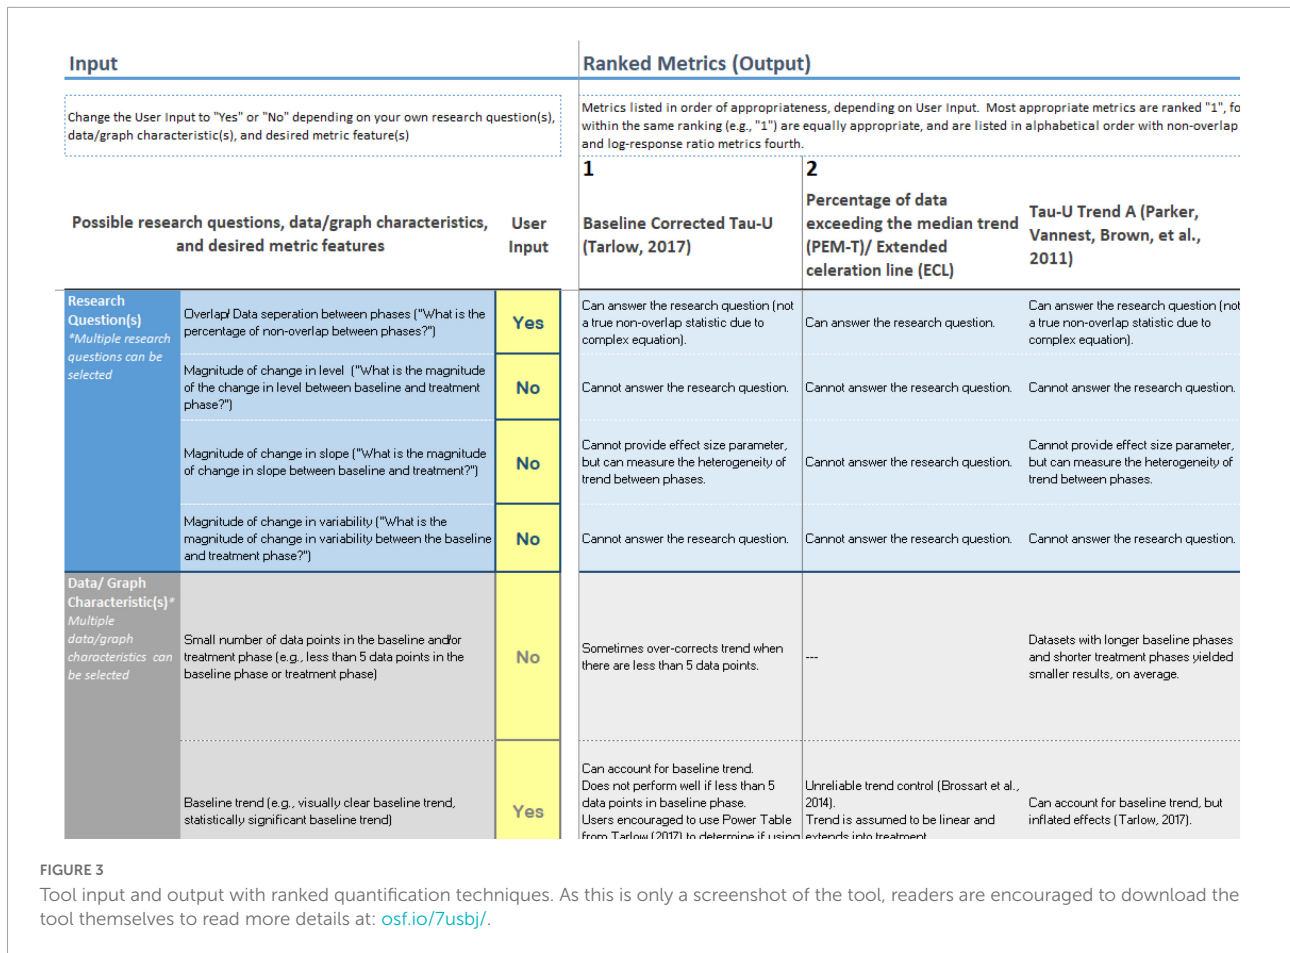 Input
Ranked Metrics (Output)
Change the User Input to "Yes" or "No" depending on your own research question(s),
data/graph characteristic(s), and desired metric feature(s)
Metrics listed in order of appropriateness, depending on User Input. Most appropriate metrics are ranked "1", fo
within the same ranking (e.g., "1") are equally appropriate, and are listed in alphabetical order with non-overlap
and log-response ratio metrics fourth.
1
2
Possible research questions, data/graph characteristics,
and desired metric features
User
Input
Baseline Corrected Tau-U
(Tarlow, 2017)
Percentage of data
exceeding the median trend
(PEM-T)/ Extended
celeration line (ECL)
Tau-U Trend A (Parker,
Vannest, Brown, et al.,
2011)
Research
Question(s)
*Multiple research
questions can be
selected
Overlap/ Data seperation between phases ("What is the
percentage of non-overlap between phases?")
Yes
Can answer the research question (not
a true non-overlap statistic due to
complex equation).
Can answer the research question.
Can answer the research question (not
a true non-overlap statistic due to
complex equation).
Magnitude of change in level ("What is the magnitude
of the change in level between baseline and treatment
phase?")
No
Cannot answer the research question.
Cannot answer the research question.
Cannot answer the research question.
Magnitude of change in slope ("What is the magnitude
of change in slope between baseline and treatment?")
No
Cannot provide effect size parameter,
but can measure the heterogeneity of
trend between phases.
Cannot answer the research question.
Cannot provide effect size parameter,
but can measure the heterogeneity of
trend between phases.
Magnitude of change in variability ("What is the
magnitude of change in variability between the baseline
and treatment phase?")
No
Cannot answer the research question.
Cannot answer the research question.
Cannot answer the research question.
Data/ Graph
Characteristic(s)*
Multiple
data/graph
characteristics can
be selected
Small number of data points in the baseline and/or
treatment phase (e.g., less than 5 data points in the
baseline phase or treatment phase)
No
Sometimes over-corrects trend when
there are less than 5 data points.
---
Datasets with longer baseline phases
and shorter treatment phases yielded
smaller results, on average.
Baseline trend (e.g., visually clear baseline trend,
statistically significant baseline trend)
Yes
Can account for baseline trend.
Does not perform well if less than 5
data points in baseline phase.
Users encouraged to use Power Table
from Tarlow (2017) to determine if using
Unreliable trend control (Brossart et al.,
2014).
Trend is assumed to be linear and
extends into treatment
Can account for baseline trend, but
inflated effects (Tarlow, 2017).
FIGURE 3
Tool input and output with ranked quantification techniques. As this is only a screenshot of the tool, readers are encouraged to download the
tool themselves to read more details at: osf.io/7usbj/.